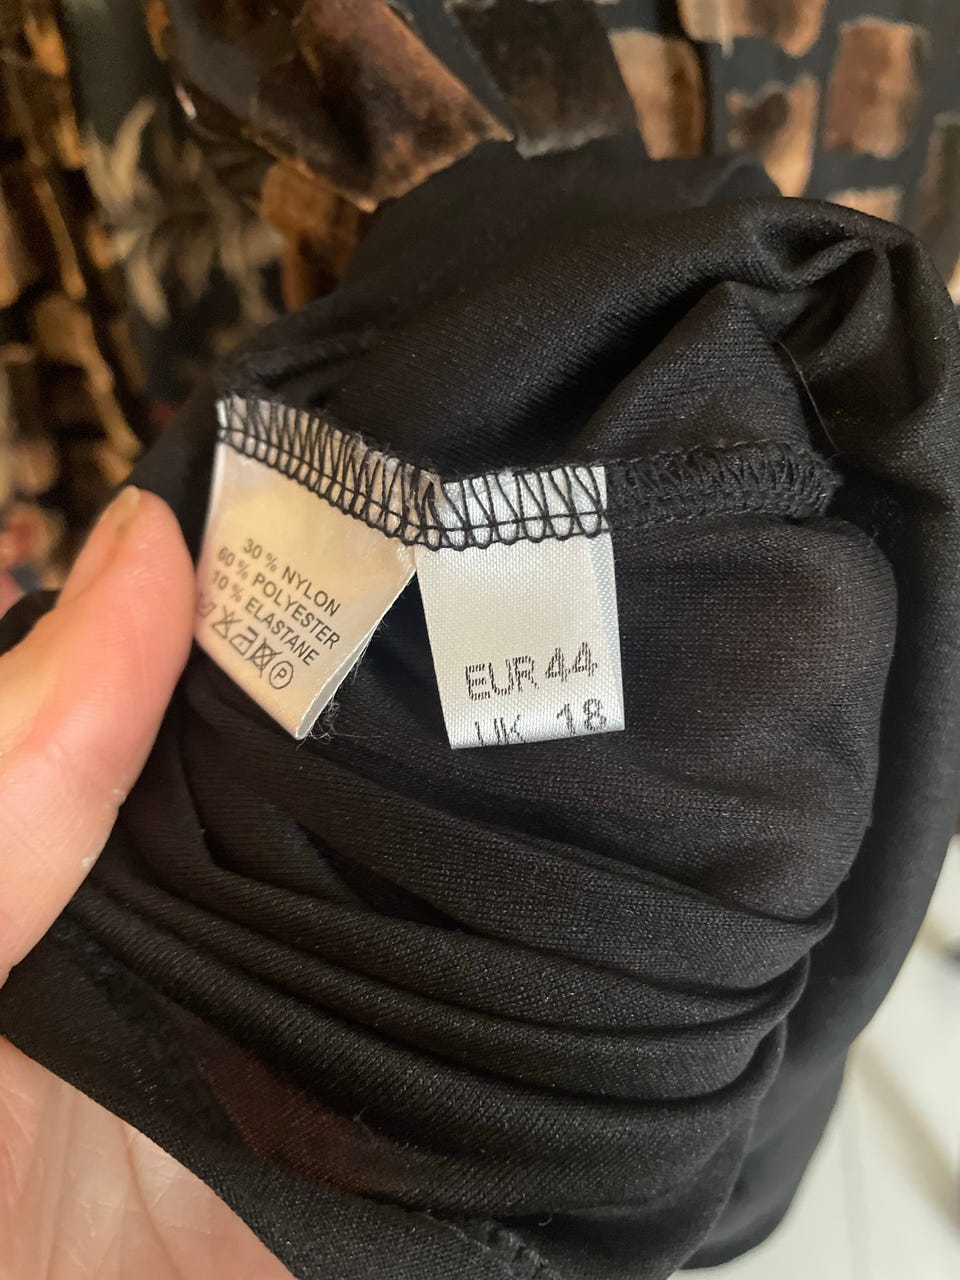 30 % NYLON
60 % POLYESTER
10 % ELASTANE
P
EUR 44
UK 18